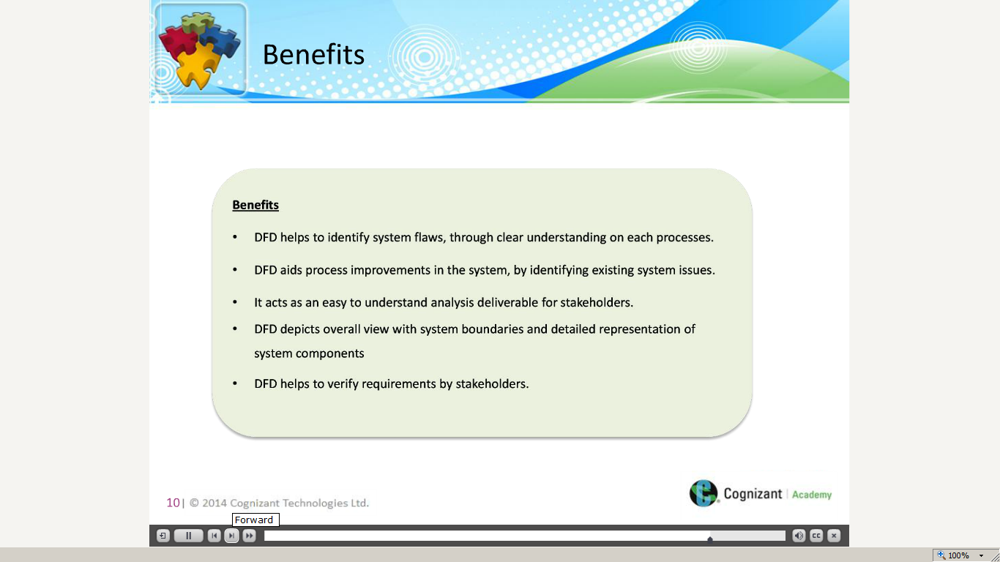 Benefits
Benefits
• DFD helps to identify system flaws, through clear understanding on each processes.
• DFD aids process improvements in the system, by identifying existing system issues.
• It acts as an easy to understand analysis deliverable for stakeholders.
• DFD depicts overall view with system boundaries and detailed representation of
system components
• DFD helps to verify requirements by stakeholders.
10| © 2014 Cognizant Technologies Ltd.
Cognizant | Academy
Forward
CC
100%